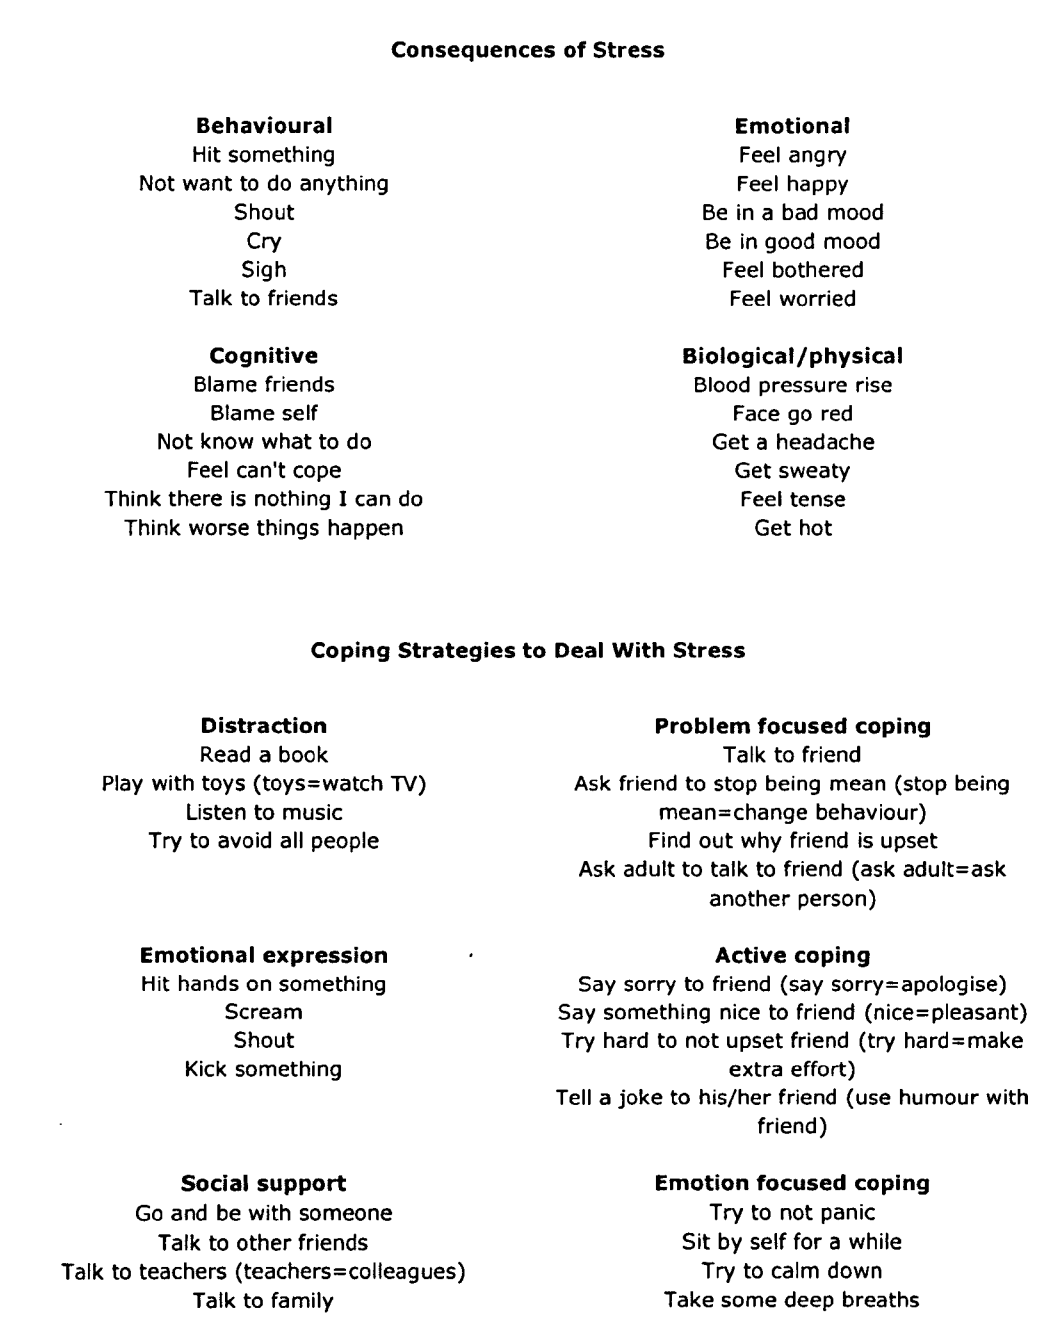 Consequences of Stress
Behavioural
Hit something
Not want to do anything
Shout
Cry
Sigh
Talk to friends
Emotional
Feel angry
Feel happy
Be in a bad mood
Be in good mood
Feel bothered
Feel worried
Cognitive
Blame friends
Blame self
Not know what to do
Feel can't cope
Think there is nothing I can do
Think worse things happen
Biological/physical
Blood pressure rise
Face go red
Get a headache
Get sweaty
Feel tense
Get hot
Coping Strategies to Deal With Stress
Distraction
Read a book
Play with toys (toys=watch TV)
Listen to music
Try to avoid all people
Problem focused coping
Talk to friend
Ask friend to stop being mean (stop being
mean=change behaviour)
Find out why friend is upset
Ask adult to talk to friend (ask adult=ask
another person)
Emotional expression
Hit hands on something
Scream
Shout
Kick something
Active coping
Say sorry to friend (say sorry=apologise)
Say something nice to friend (nice=pleasant)
Try hard to not upset friend (try hard=make
extra effort)
Tell a joke to his/her friend (use humour with
friend)
Social support
Go and be with someone
Talk to other friends
Talk to teachers (teachers=colleagues)
Talk to family
Emotion focused coping
Try to not panic
Sit by self for a while
Try to calm down
Take some deep breaths